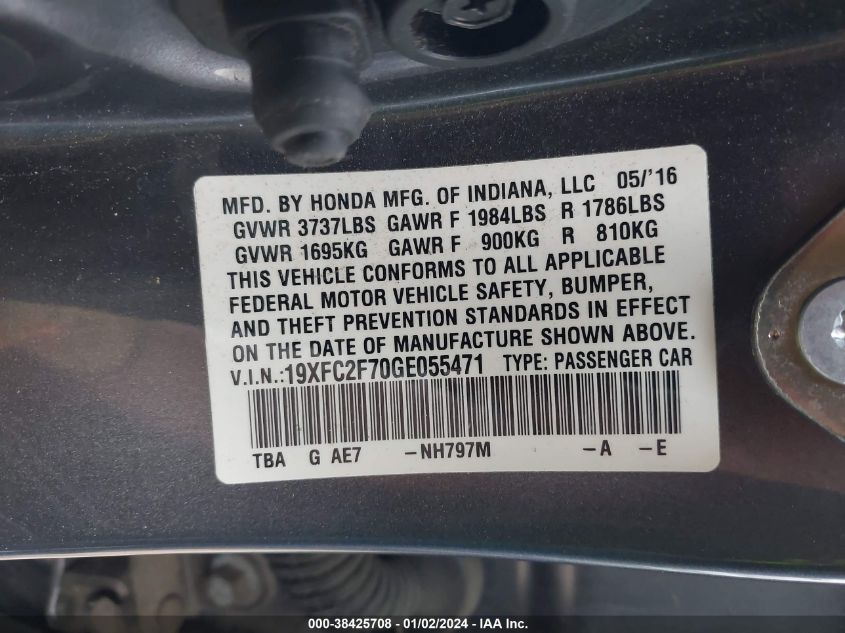 MFD. BY HONDA MFG. OF INDIANA, LLC 05/'16
GVWR 3737LBS GAWR F 1984LBS R 1786LBS
GVWR 1695KG GAWR F 900KG R 810KG
THIS VEHICLE CONFORMS TO ALL APPLICABLE
FEDERAL MOTOR VEHICLE SAFETY, BUMPER,
AND THEFT PREVENTION STANDARDS IN EFFECT
ON THE DATE OF MANUFACTURE SHOWN ABOVE.
V.I.N.:19XFC2F70GE055471 TYPE: PASSENGER CAR
TBA G AE7 -NH797M -A -E
000-38425708 - 01/02/2024 - IAA Inc.